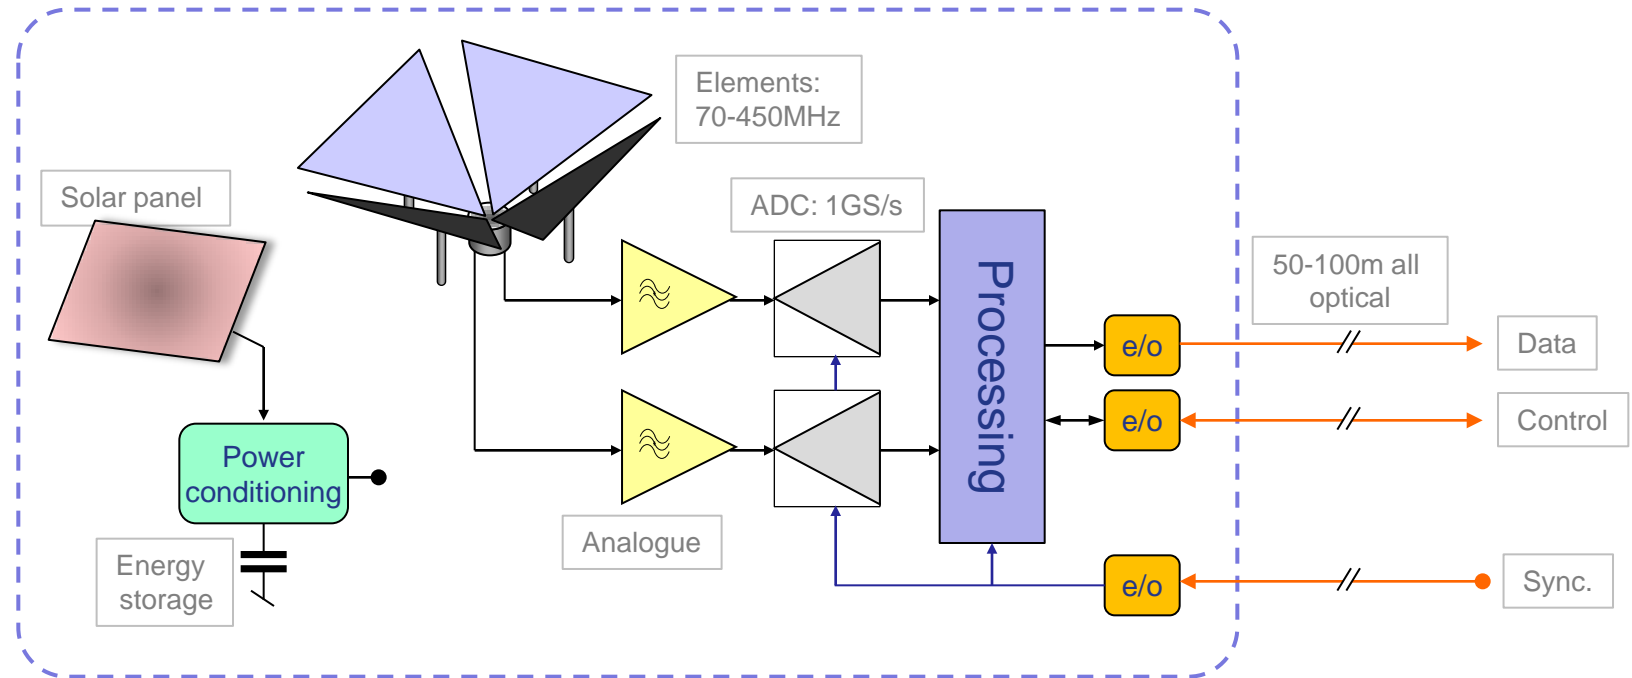 Elements:
70-450MHz
Solar panel
ADC: 1GS/s
Processing
50-100m all
optical
e/o
Data
e/o
Control
Power
conditioning
Analogue
Energy
storage
e/o
Sync.